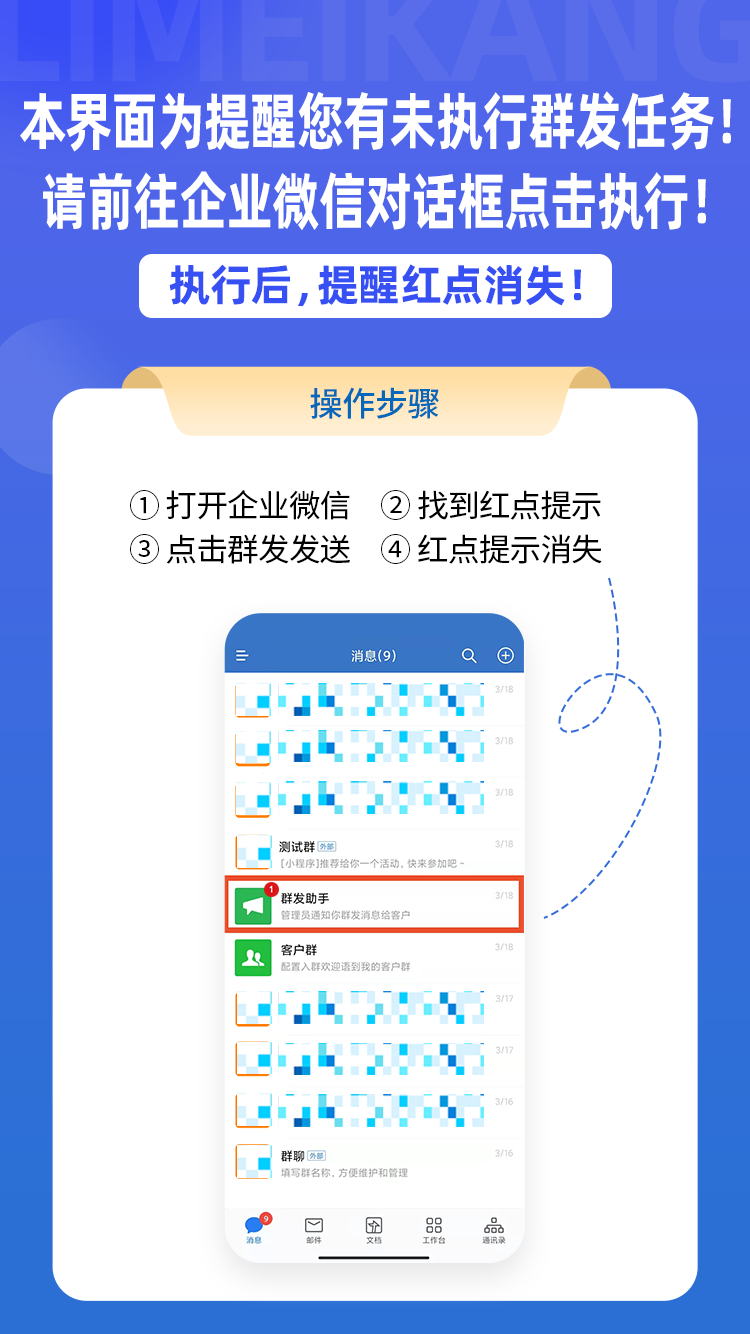 LIMEIKANG
本界面为提醒您有未执行群发任务！
请前往企业微信对话框点击执行！
执行后，提醒红点消失！
操作步骤
① 打开企业微信 ② 找到红点提示
③ 点击群发发送 ④ 红点提示消失
消息(9)
3/18
3/18
3/18
测试群 外部 3/18
[小程序]推荐给你一个活动，快来参加吧~
1
群发助手 3/18
管理员通知你群发消息给客户
客户群 3/18
配置入群欢迎语到我的客户群
3/17
3/17
3/16
群聊 外部 3/16
填写群名称，方便维护和管理
9
消息 邮件 文档 工作台 通讯录